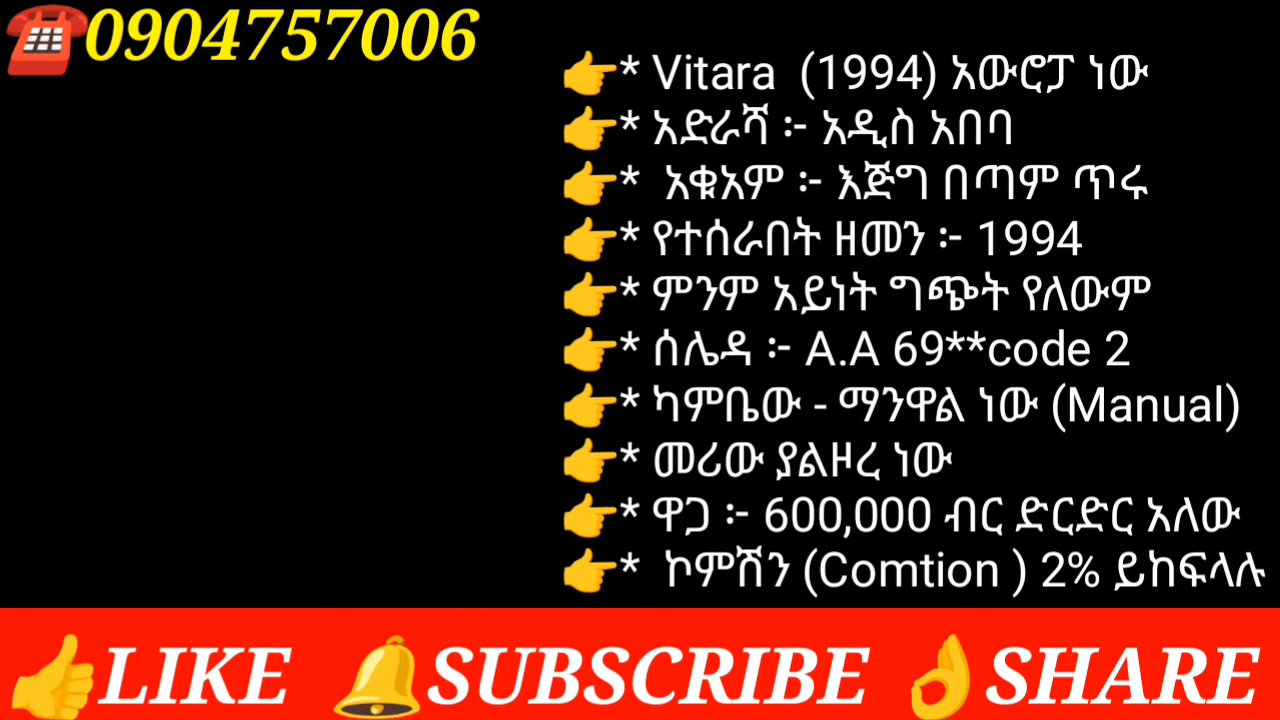 ☎️0904757006
👉* Vitara (1994) አውሮፓ ነው
👉* አድራሻ ፦ አዲስ አበባ
👉* አቁአም ፦ እጅግ በጣም ጥሩ
👉* የተሰራበት ዘመን ፦ 1994
👉* ምንም አይነት ግጭት የለውም
👉* ሰሌዳ ፦ A.A 69**code 2
👉* ካምቤው - ማንዋል ነው (Manual)
👉* መሪው ያልዞረ ነው
👉* ዋጋ ፦ 600,000 ብር ድርድር አለው
👉* ኮምሽን (Comtion ) 2% ይከፍላሉ
👍LIKE 🔔SUBSCRIBE 👌SHARE